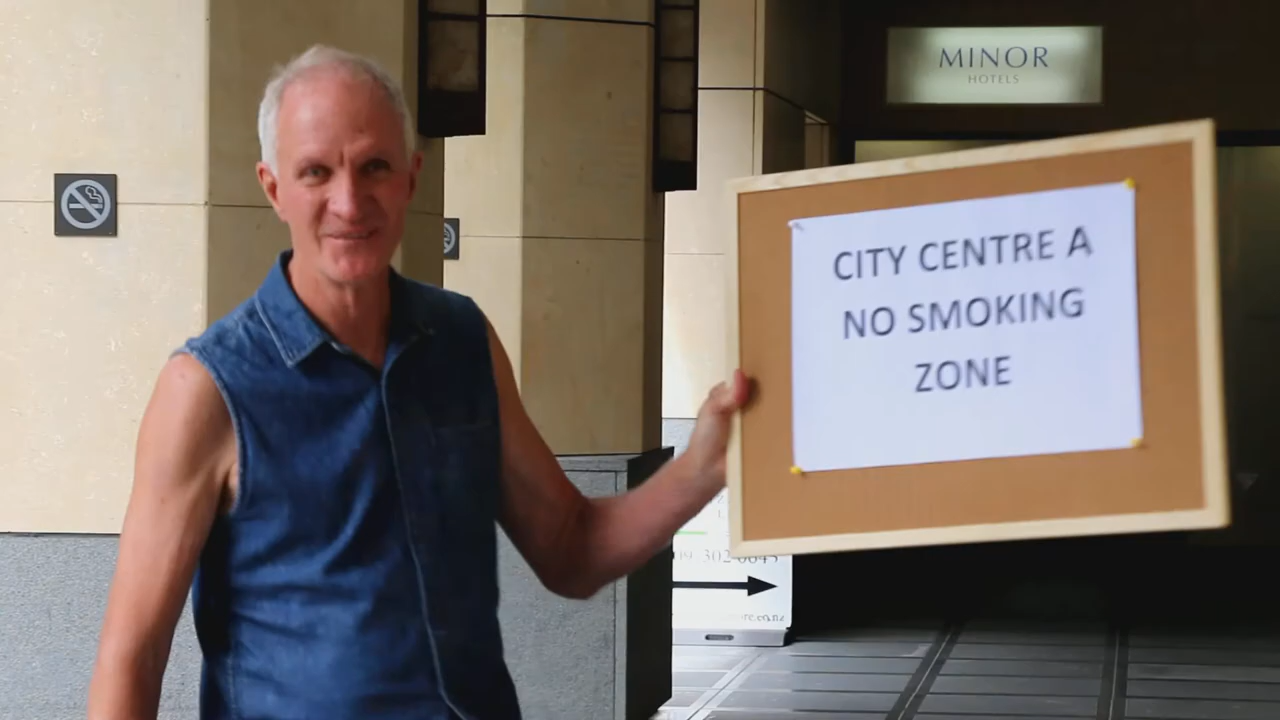 MINOR
HOTELS
CITY CENTRE A
NO SMOKING
ZONE